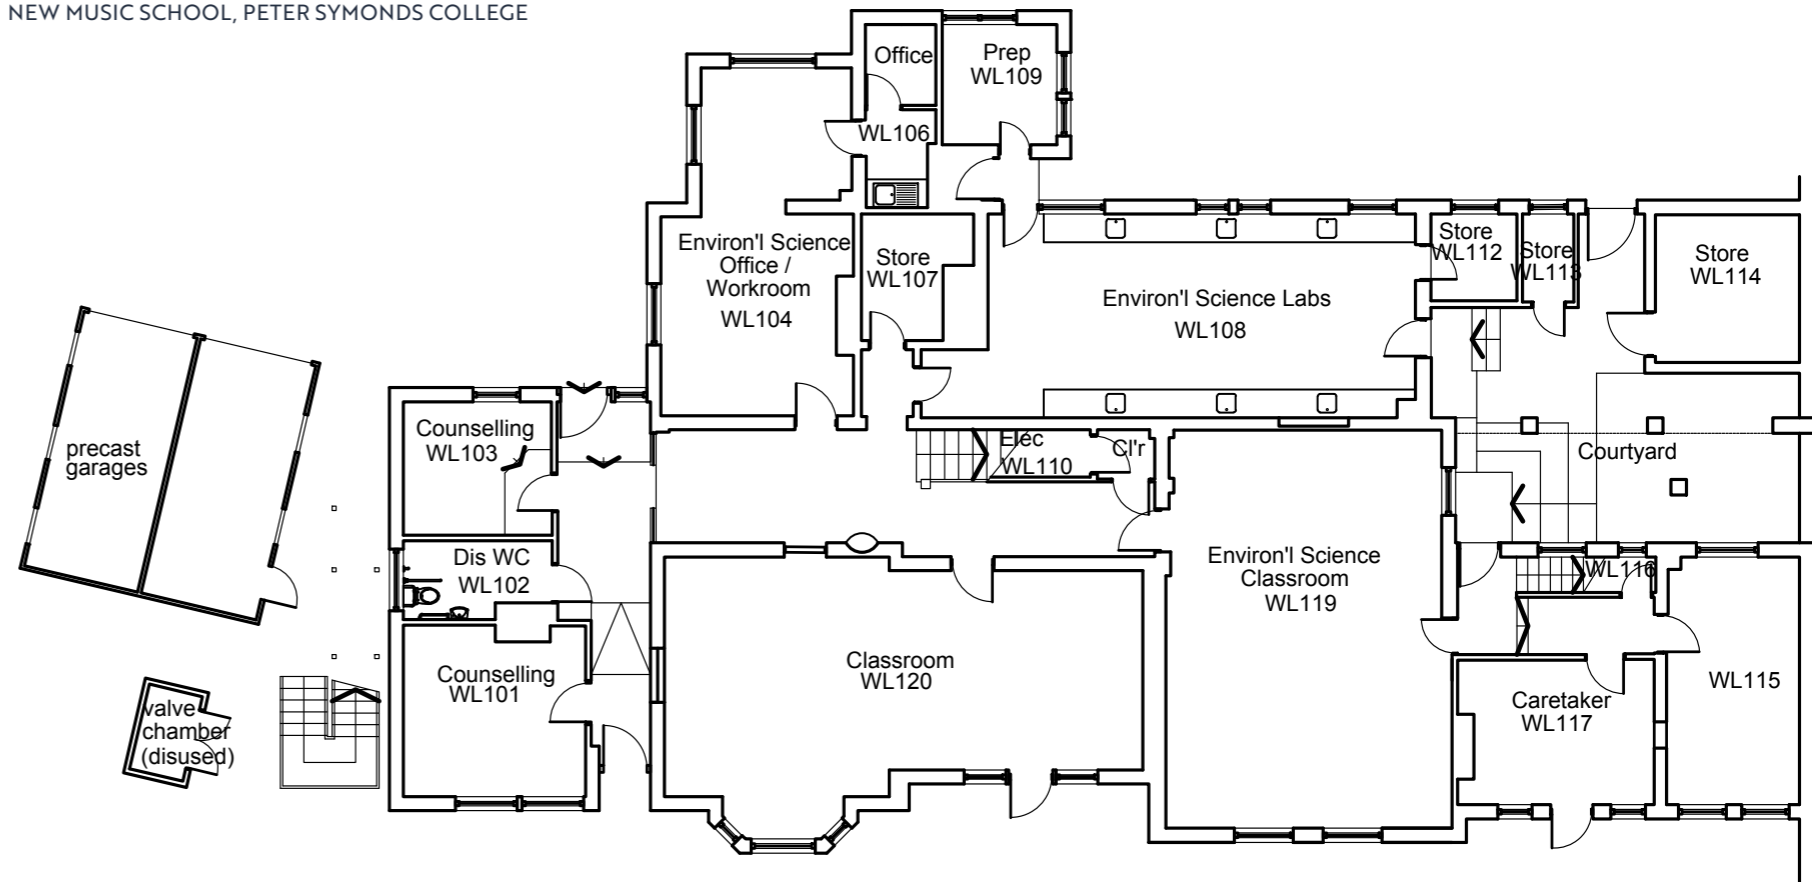 NEW MUSIC SCHOOL, PETER SYMONDS COLLEGE
Office
Prep
WL109
WL106
Environ'l Science
Office /
Workroom
WL104
Store
WL107
Environ'l Science Labs
WL108
Store
WL112
Store
WL113
Store
WL114
precast
garages
Counselling
WL103
Elec
WL110
Cl'r
Courtyard
Dis WC
WL102
Environ'l Science
Classroom
WL119
WL116
Counselling
WL101
Classroom
WL120
Caretaker
WL117
WL115
valve
chamber
(disused)